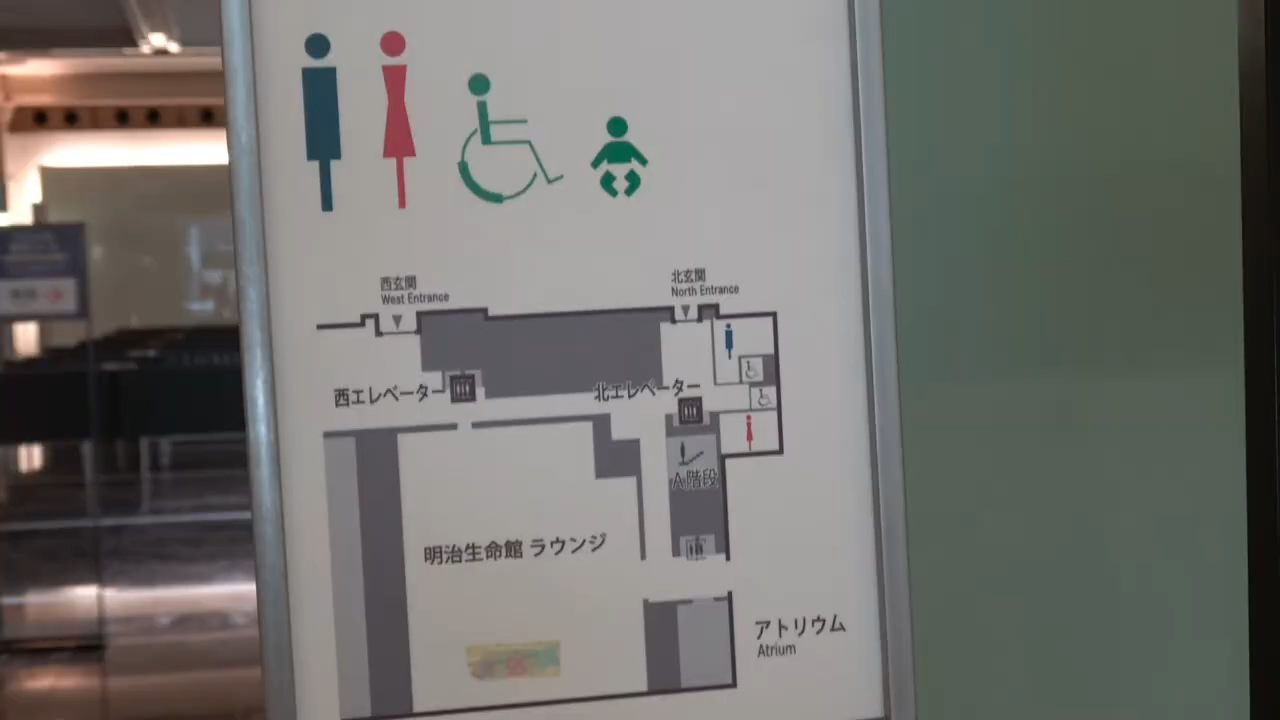 西玄関
West Entrance
北玄関
North Entrance
西エレベーター
北エレベーター
A階段
明治生命館 ラウンジ
アトリウム
Atrium